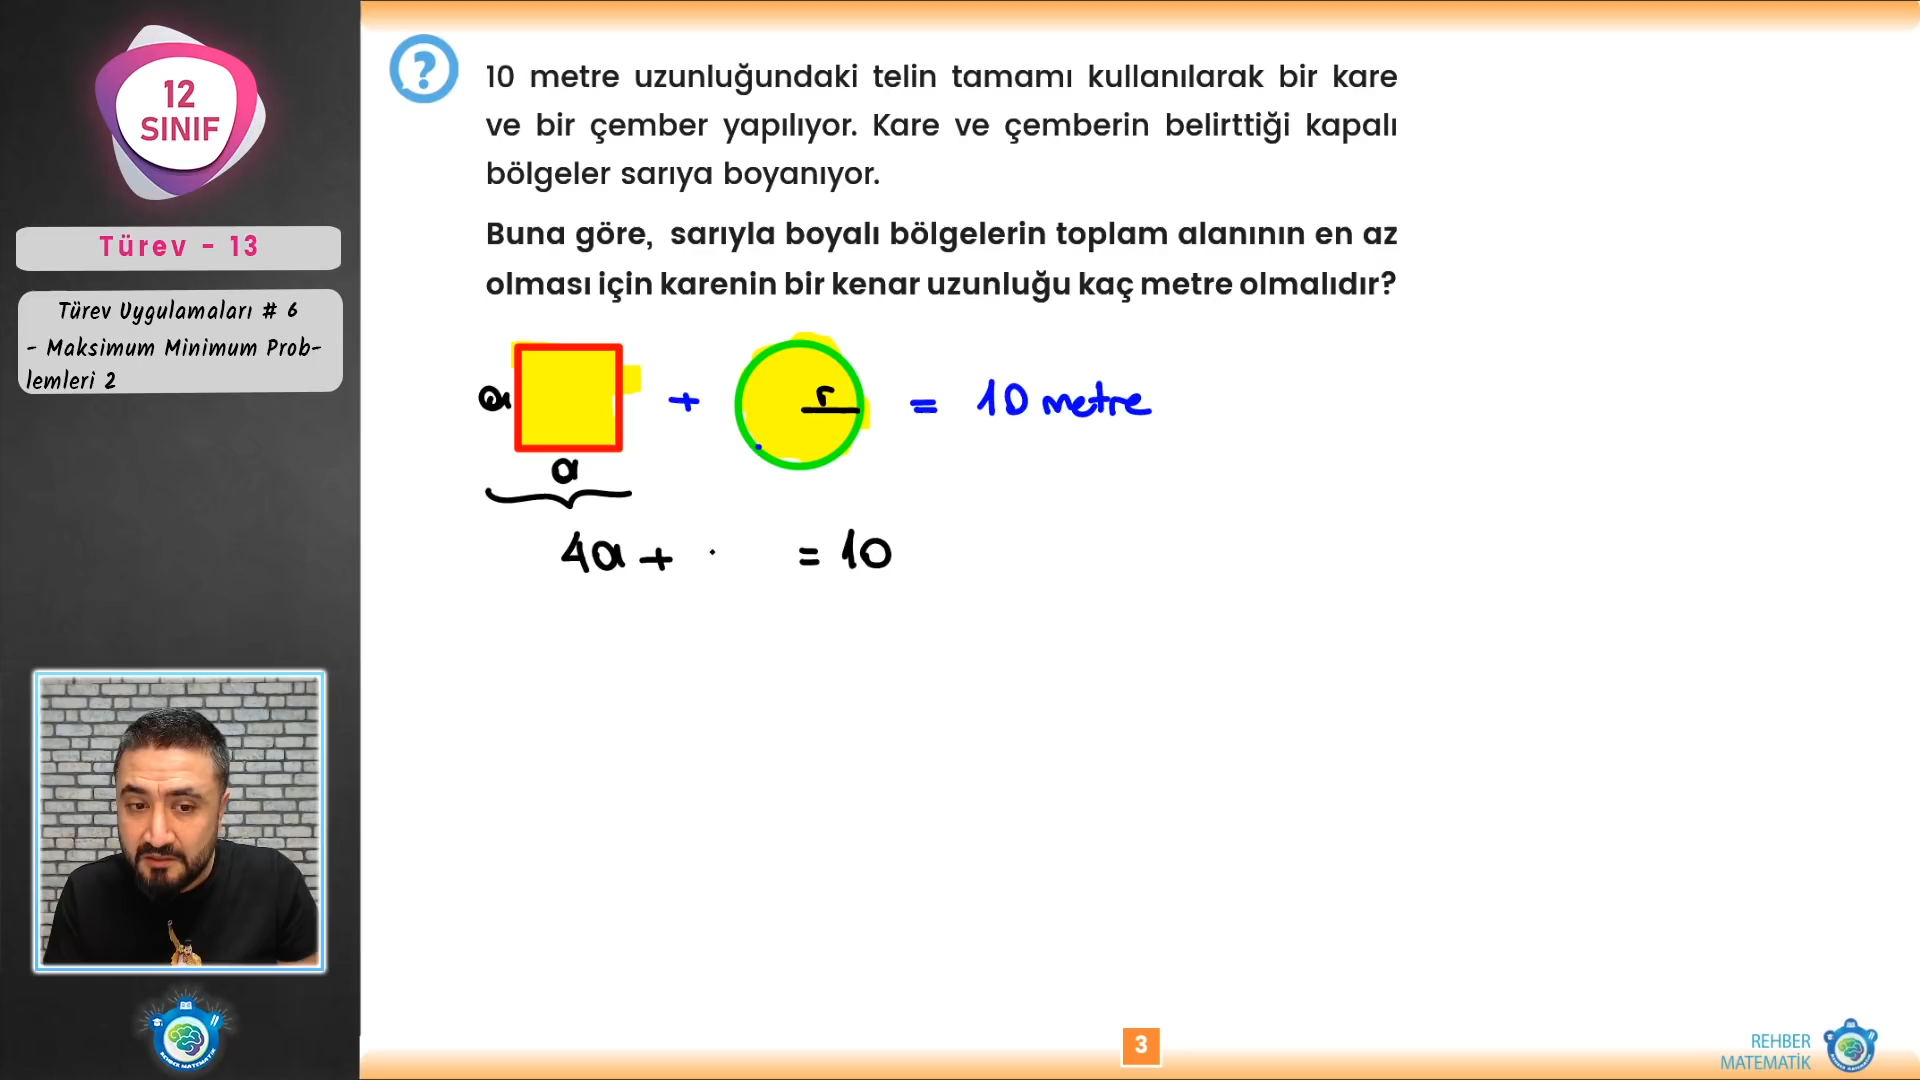 12
SINIF
Türev - 13
Türev Uygulamaları # 6
- Maksimum Minimum Prob-
lemleri 2
?
10 metre uzunluğundaki telin tamamı kullanılarak bir kare
ve bir çember yapılıyor. Kare ve çemberin belirttiği kapalı
bölgeler sarıya boyanıyor.
Buna göre, sarıyla boyalı bölgelerin toplam alanının en az
olması için karenin bir kenar uzunluğu kaç metre olmalıdır?
a + r = 10 metre
a
4a + = 10
REHBER MATEMATİK
3
REHBER
MATEMATİK